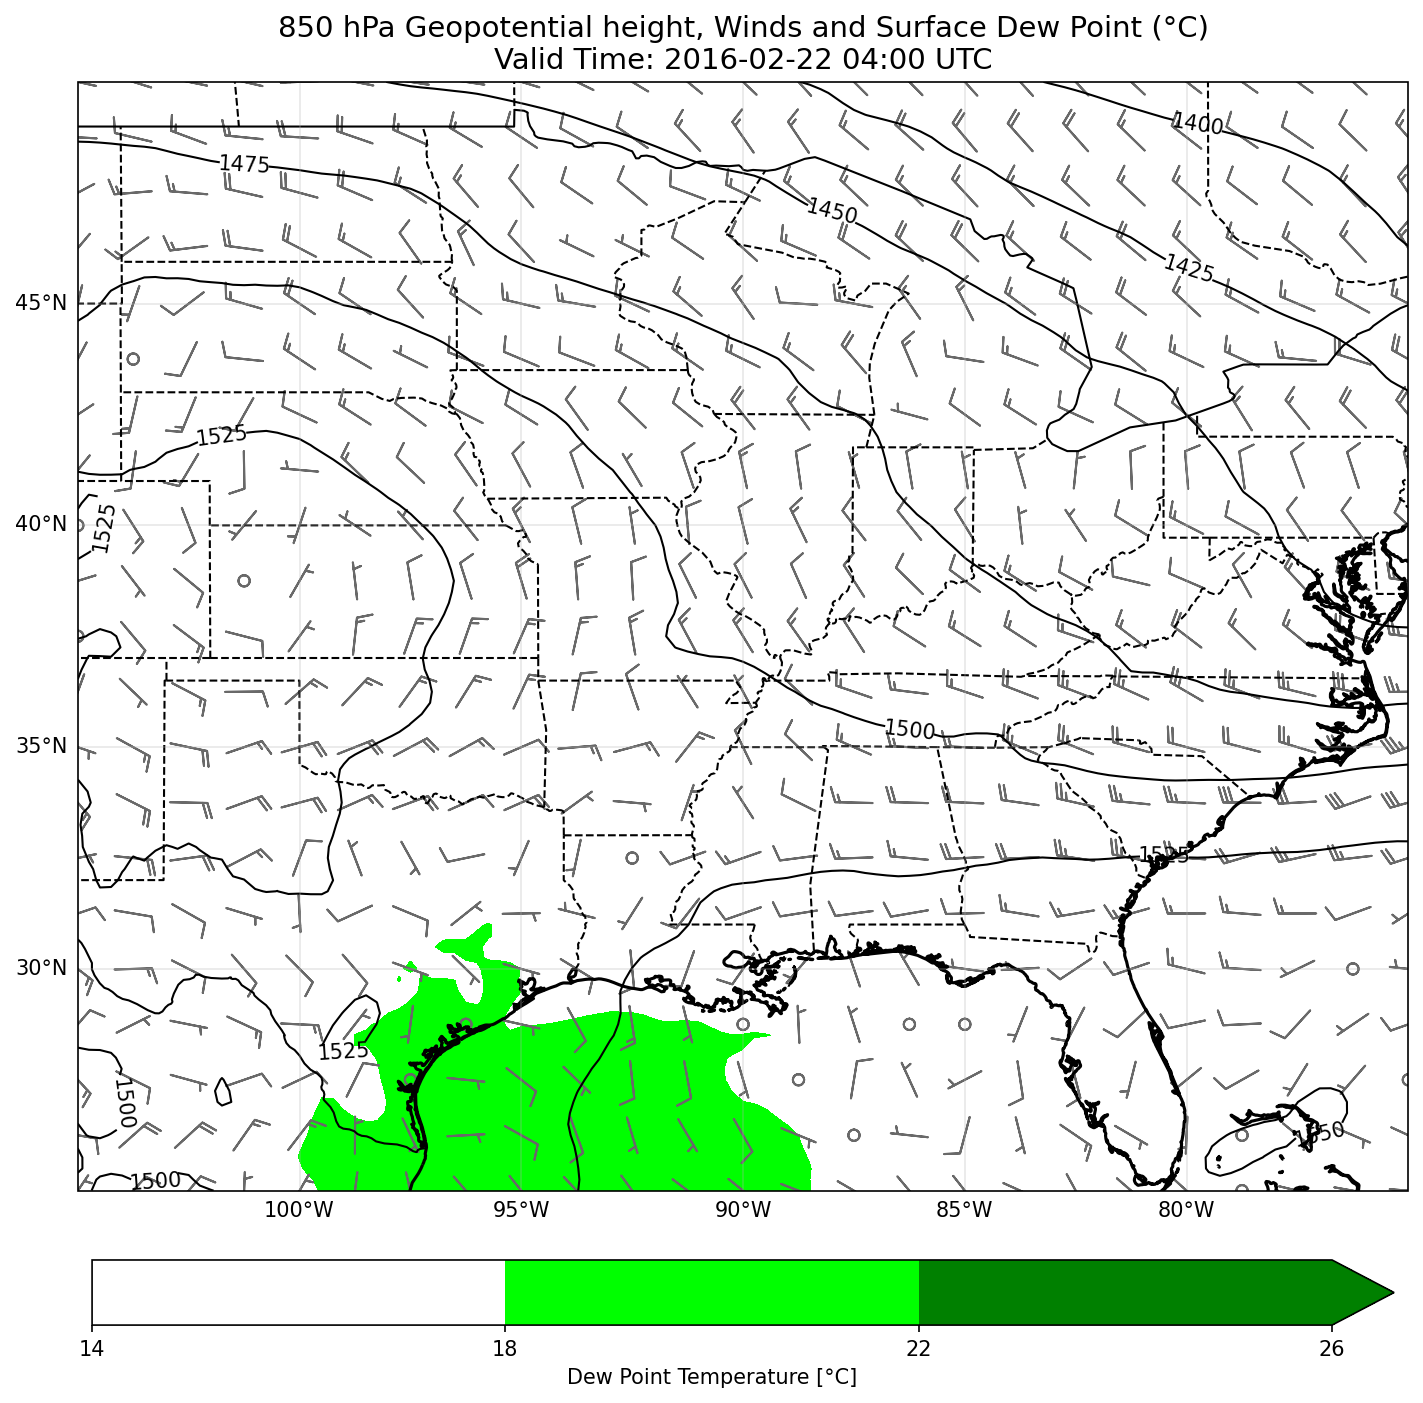 850 hPa Geopotential height, Winds and Surface Dew Point (°C)
Valid Time: 2016-02-22 04:00 UTC
1400
1475
1450
1425
45°N
1525
1525
40°N
1500
35°N
1525
30°N
1525
1500
1550
1500
100°W 95°W 90°W 85°W 80°W
14 18 22 26
Dew Point Temperature [°C]